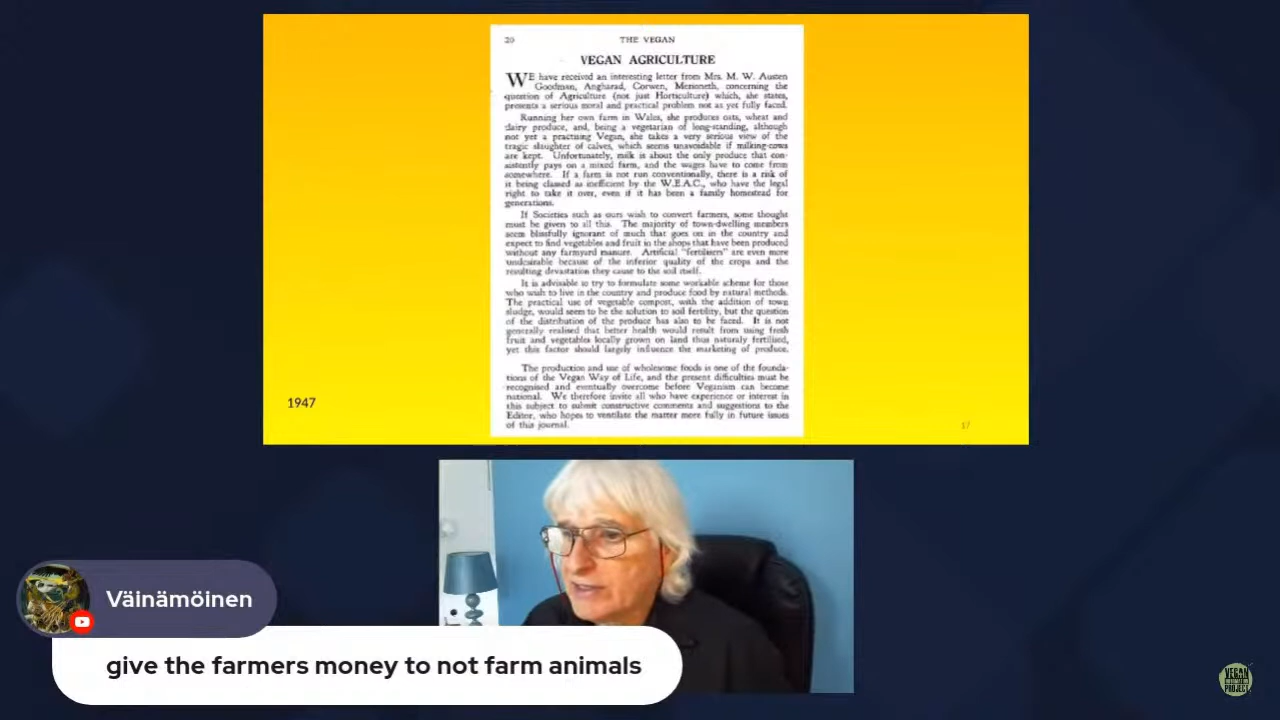 20 THE VEGAN
VEGAN AGRICULTURE
WE have received an interesting letter from Mrs. M. W. Austen
Goodman, Angharad, Corwen, Merioneth, concerning the
question of Agriculture (not just Horticulture) which, she states,
presents a serious moral and practical problem not as yet fully faced.
Running her own farm in Wales, she produces oats, wheat and
dairy produce, and, being a vegetarian of long-standing, although
not yet a practising Vegan, she takes a very serious view of the
tragic slaughter of calves, which seems unavoidable if milking-cows
are kept. Unfortunately, milk is about the only produce that con-
sistently pays on a mixed farm, and the wages have to come from
somewhere. If a farm is not run conventionally, there is a risk of
it being classed as inefficient by the W.E.A.C., who have the legal
right to take it over, even if it has been a family homestead for
generations.
If Societies such as ours wish to convert farmers, some thought
must be given to all this. The majority of town-dwelling members
seem blissfully ignorant of much that goes on in the country and
expect to find vegetables and fruit in the shops that have been produced
without any farmyard manure. Artificial "fertilisers" are even more
undesirable because of the inferior quality of the crops and the
resulting devastation they cause to the soil itself.
It is advisable to try to formulate some workable scheme for those
who wish to live in the country and produce food by natural methods.
The practical use of vegetable compost, with the addition of town
sludge, would seem to be the solution to soil fertility, but the question
of the distribution of the produce has also to be faced. It is not
generally realised that better health would result from using fresh
fruit and vegetables locally grown on land thus naturaly fertilised,
yet this factor should largely influence the marketing of produce.
The production and use of wholesome foods is one of the founda-
tions of the Vegan Way of Life, and the present difficulties must be
recognised and eventually overcome before Veganism can become
national. We therefore invite all who have experience or interest in
this subject to submit constructive comments and suggestions to the
Editor, who hopes to ventilate the matter more fully in future issues
of this journal.
1947
17
Väinämöinen
give the farmers money to not farm animals
VEGAN
PROJECT